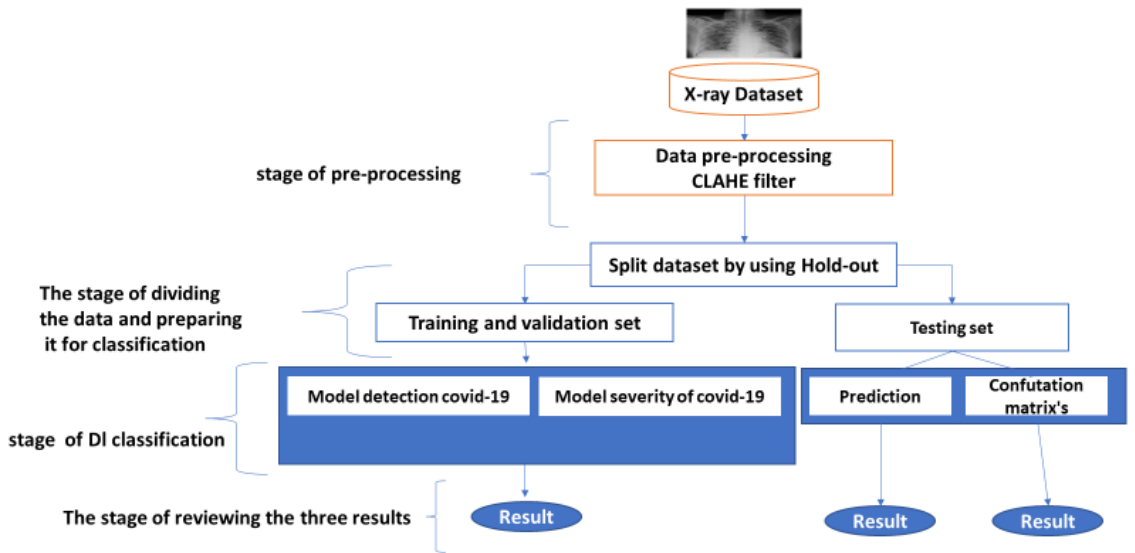 X-ray Dataset
stage of pre-processing
Data pre-processing
CLAHE filter
Split dataset by using Hold-out
The stage of dividing
the data and preparing
it for classification
Training and validation set
Testing set
stage of Dl classification
Model detection covid-19
Model severity of covid-19
Prediction
Confutation
matrix's
The stage of reviewing the three results
Result
Result
Result